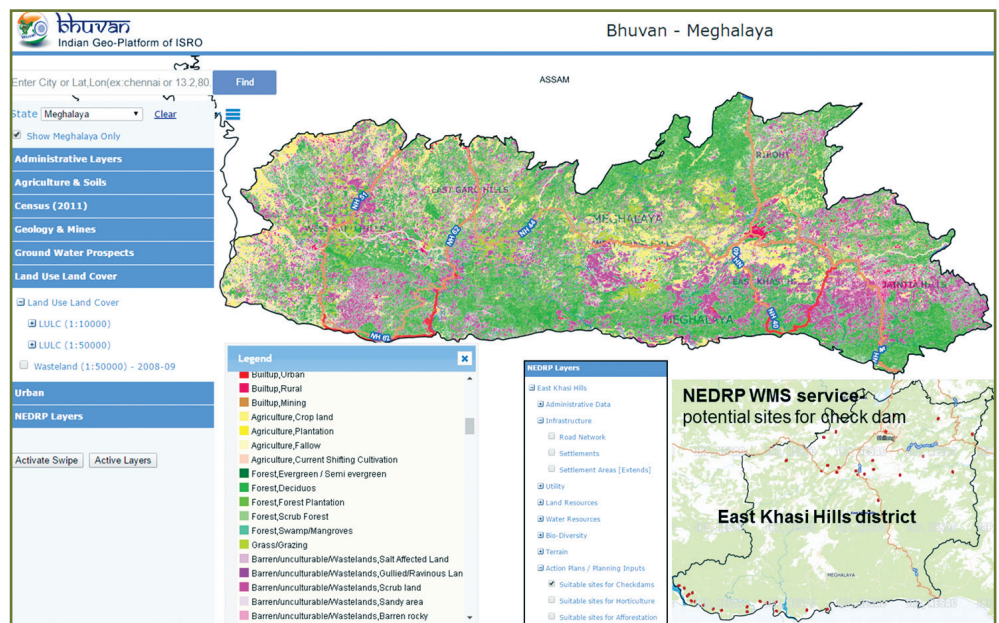 bhuvan
Indian Geo-Platform of ISRO
Bhuvan - Meghalaya
Enter City or Lat,Lon(ex:chennai or 13.2,80.
Find
State Meghalaya
Clear
Show Meghalaya Only
Administrative Layers
Agriculture & Soils
Census (2011)
Geology & Mines
Ground Water Prospects
Land Use Land Cover
Land Use Land Cover
LULC (1:10000)
LULC (1:50000)
Wasteland (1:50000) - 2008-09
Urban
NEDRP Layers
Activate Swipe
Active Layers
ASSAM
RIBOHI
EAST GARO HILLS
MEGHALAYA
NH 62
EAST KHASI HI
JAINTIA HILLS
MEGHALAYA
NH 40
Legend
Builtup,Urban
Builtup,Rural
Builtup,Mining
Agriculture,Crop land
Agriculture,Plantation
Agriculture,Fallow
Agriculture,Current Shifting Cultivation
Forest,Evergreen / Semi evergreen
Forest,Deciduos
Forest,Forest Plantation
Forest,Scrub Forest
Forest,Swamp/Mangroves
Grass/Grazing
Barren/unculturable/Wastelands,Salt Affected Land
Barren/unculturable/Wastelands,Gullied/Ravinous Lan
Barren/unculturable/Wastelands,Scrub land
Barren/unculturable/Wastelands,Sandy area
Barren/unculturable/Wastelands,Barren rocky
NEDRP Layers
East Khasi Hills
Administrative Data
Infrastructure
Road Network
Settlements
Settlement Areas [Extends]
Utility
Land Resources
Water Resources
Bio-Diversity
Terrain
Action Plans / Planning Inputs
Suitable sites for Checkdams
Suitable sites for Horticulture
Suitable sites for Afforestation
NEDRP WMS service-
potential sites for check dam
Shillong
East Khasi Hills district
MEGHALAYA